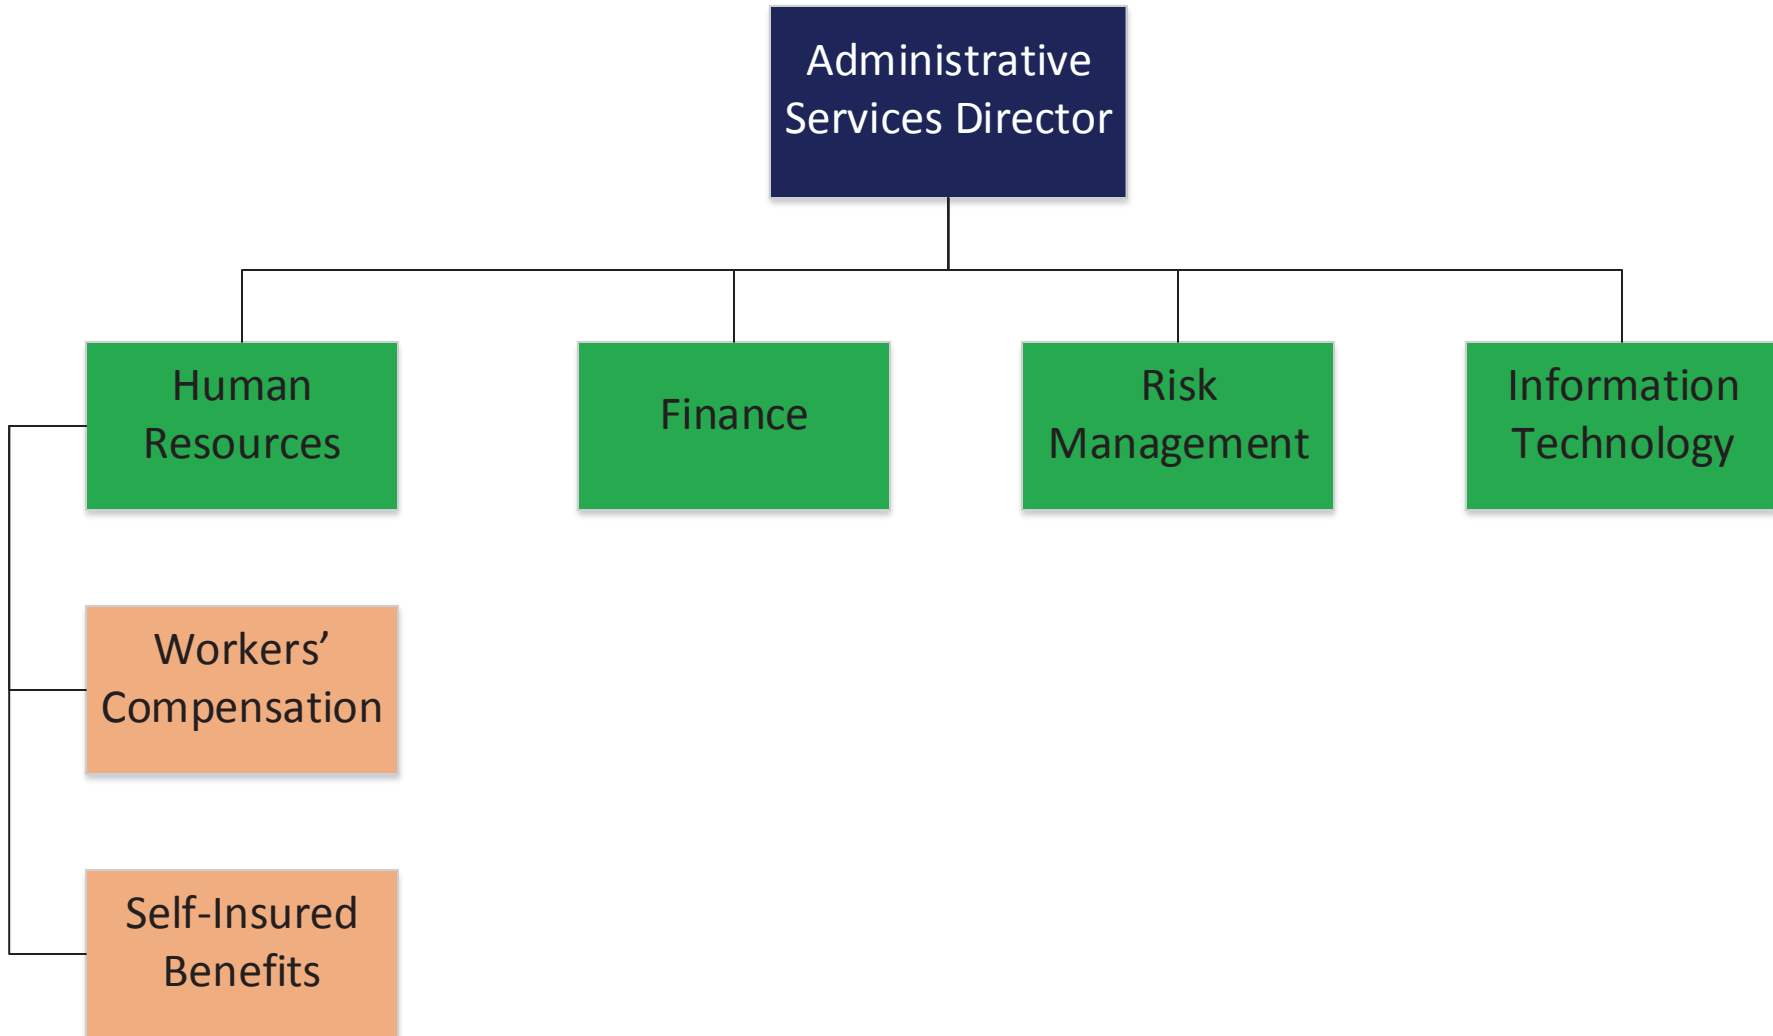 Administrative
Services Director
Human
Resources
Finance
Risk
Management
Information
Technology
Workers’
Compensation
Self-Insured
Benefits